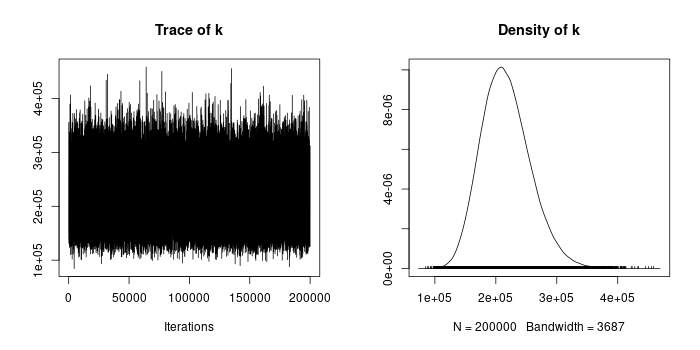 Trace of k
4e+05
3e+05
2e+05
1e+05
0 50000 100000 150000 200000
Iterations
Density of k
8e-06
4e-06
0e+00
1e+05 2e+05 3e+05 4e+05
N = 200000 Bandwidth = 3687